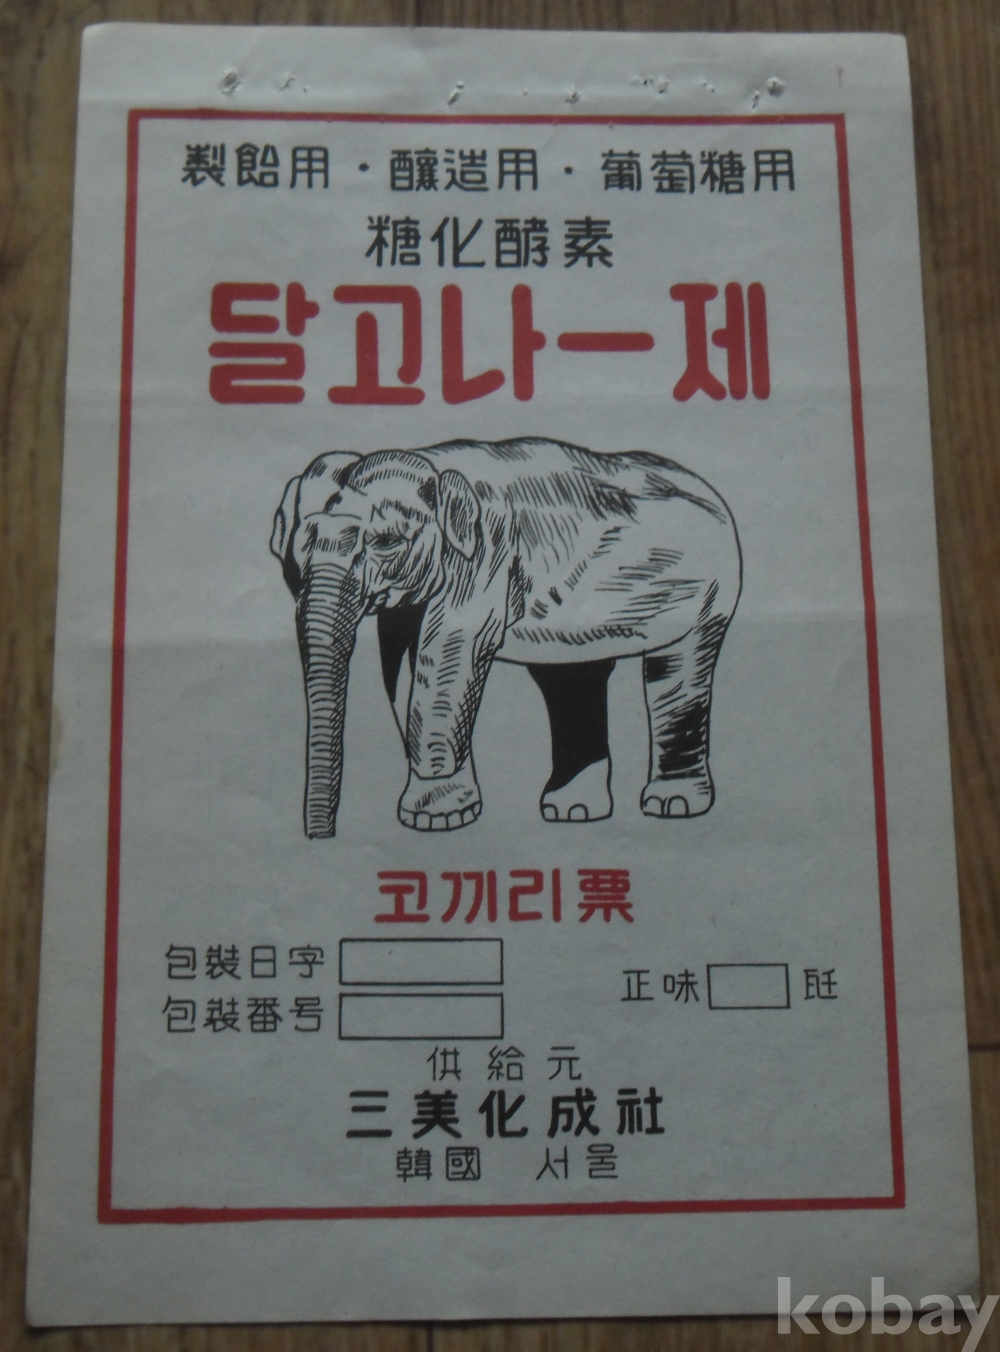 製飴用·釀造用·葡萄糖用
糖化酵素
달고나ー제
코끼리票
包裝日字
包裝番号
正味 瓩
供給元
三美化成社
韓國 서울
kobay